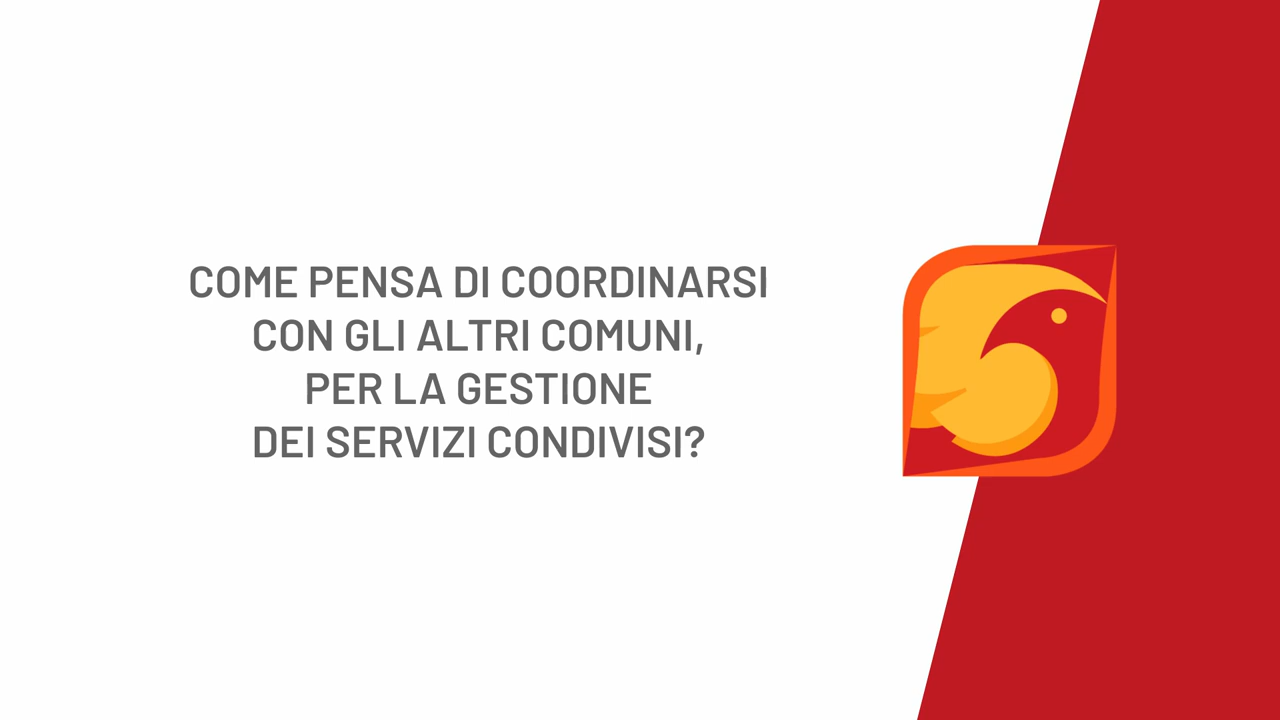 COME PENSA DI COORDINARSI
CON GLI ALTRI COMUNI,
PER LA GESTIONE
DEI SERVIZI CONDIVISI?